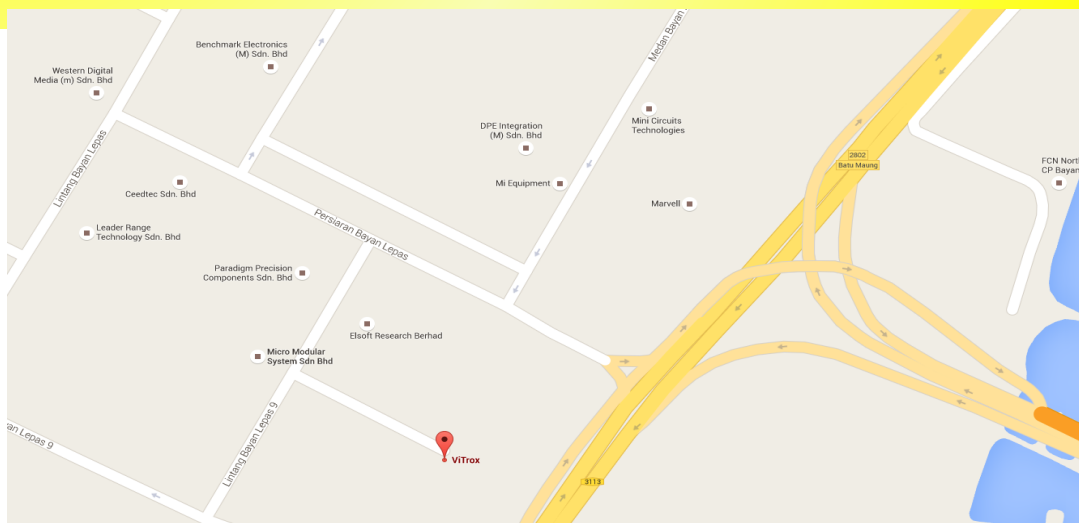 Benchmark Electronics
(M) Sdn. Bhd
Western Digital
Media (m) Sdn. Bhd
Medan Bayan
Lintang Bayan Lepas
DPE Integration
(M) Sdn. Bhd
Mini Circuits
Technologies
2802
Batu Maung
FCN North
CP Bayan
Ceedtec Sdn. Bhd
Mi Equipment
Marvell
Leader Range
Technology Sdn. Bhd
Persiaran Bayan Lepas
Paradigm Precision
Components Sdn. Bhd
Elsoft Research Berhad
Micro Modular
System Sdn Bhd
Lintang Bayan Lepas 9
Lepas 9
ViTrox
3113